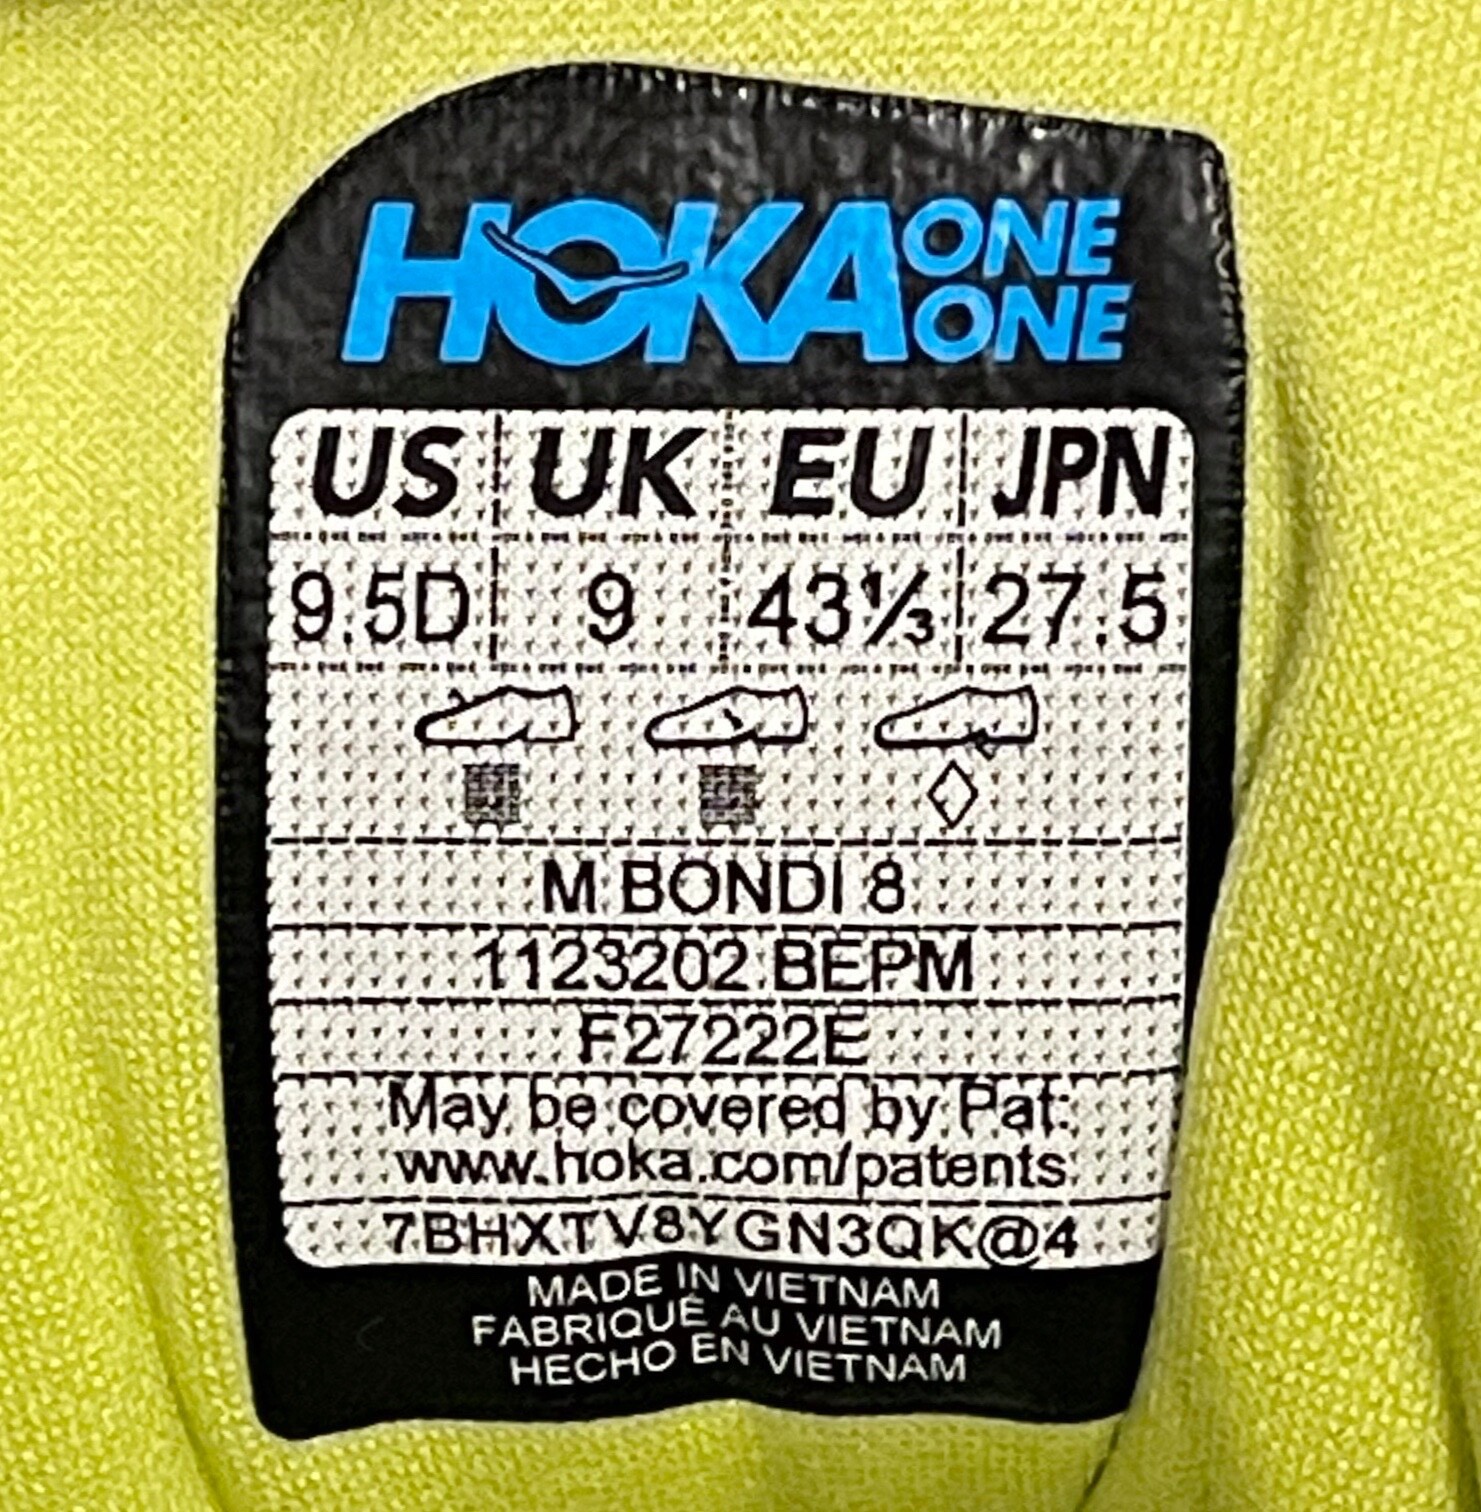 HOKA ONE ONE
US UK EU JPN
9.5D 9 43⅓ 27.5
M BONDI 8
1123202 BEPM
F27222E
May be covered by Pat:
www.hoka.com/patents
7BHXTV8YGN3QK@4
MADE IN VIETNAM
FABRIQUÉ AU VIETNAM
HECHO EN VIETNAM